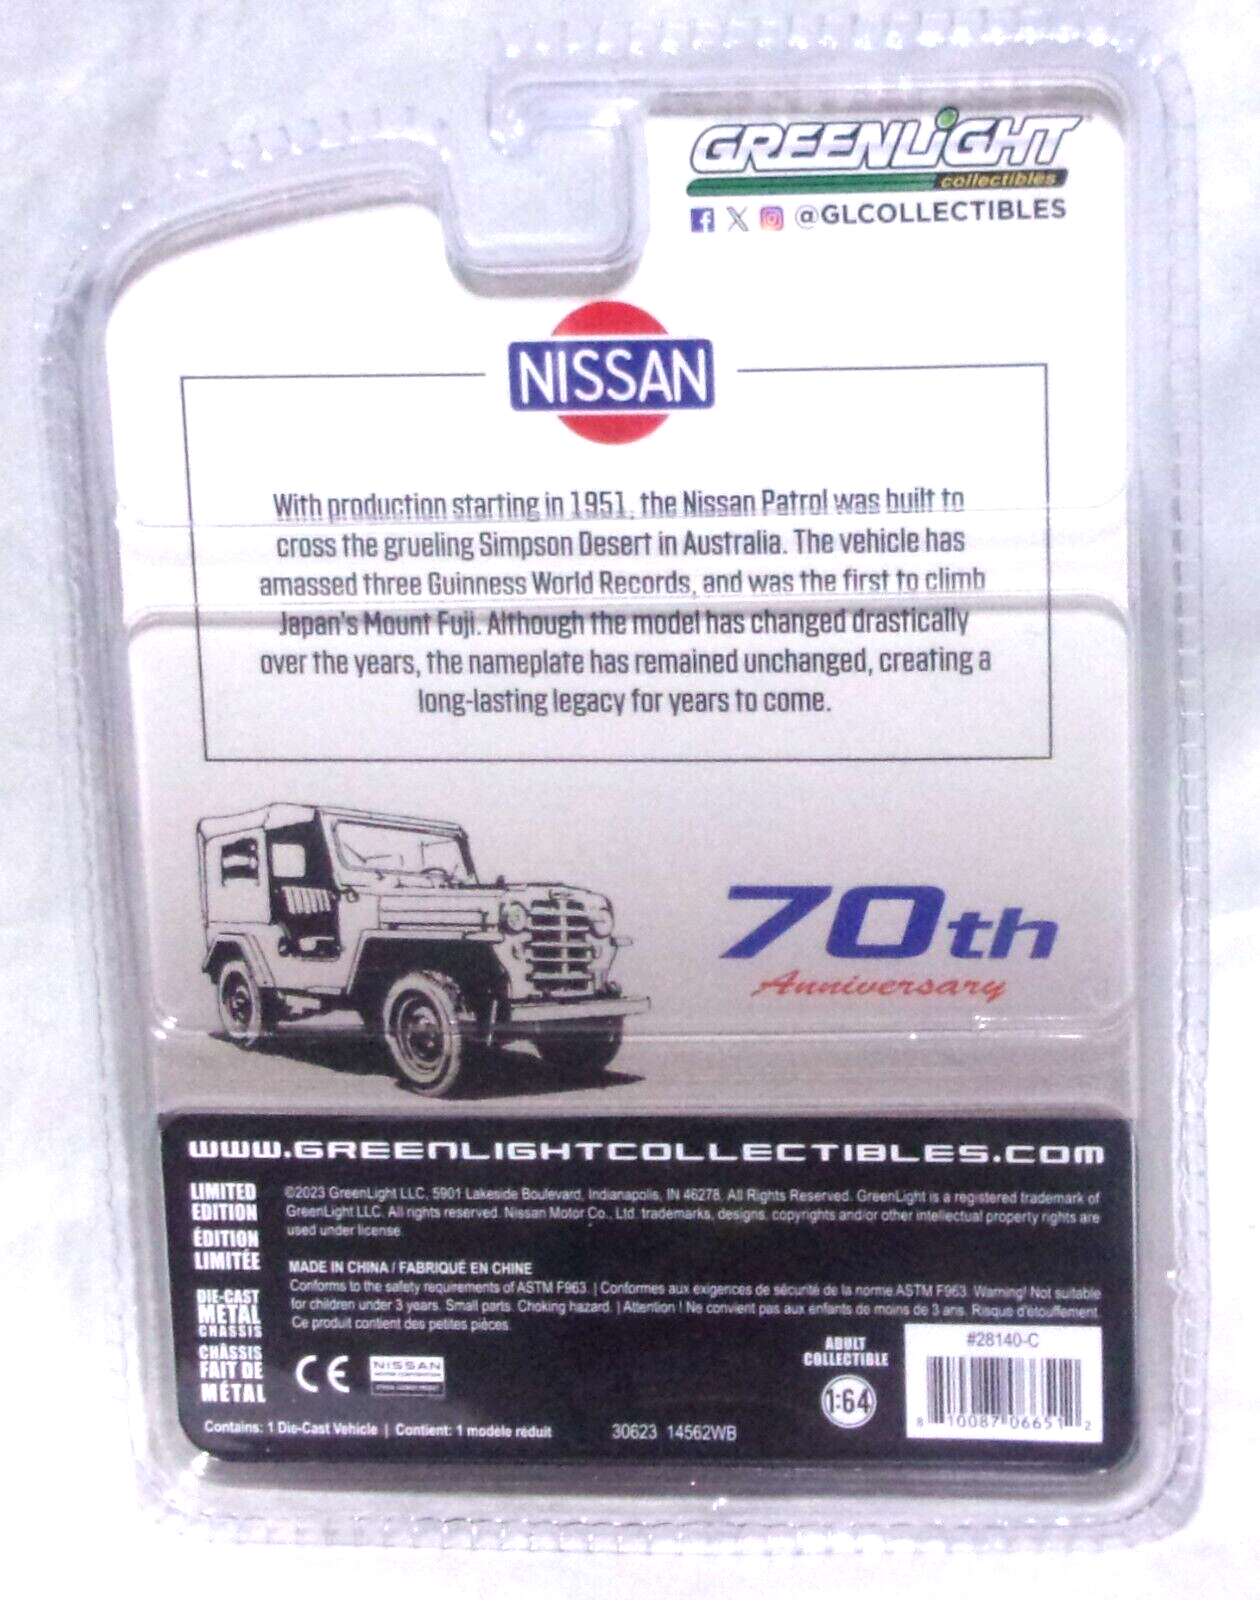 GREENLIGHT
collectibles
@GLCOLLECTIBLES
NISSAN
With production starting in 1951, the Nissan Patrol was built to
cross the grueling Simpson Desert in Australia. The vehicle has
amassed three Guinness World Records, and was the first to climb
Japan's Mount Fuji. Although the model has changed drastically
over the years, the nameplate has remained unchanged, creating a
long-lasting legacy for years to come.
70th
Anniversary
WWW.GREENLIGHTCOLLECTIBLES.COM
LIMITED
EDITION
ÉDITION
LIMITÉE
DIE-CAST
METAL
CHASSIS
CHÂSSIS
FAIT DE
MÉTAL
©2023 GreenLight LLC, 5901 Lakeside Boulevard, Indianapolis, IN 46278. All Rights Reserved. GreenLight is a registered trademark of
GreenLight LLC. All rights reserved. Nissan Motor Co., Ltd. trademarks, designs, copyrights and/or other intellectual property rights are
used under license.
MADE IN CHINA / FABRIQUÉ EN CHINE
Conforms to the safety requirements of ASTM F963. | Conformes aux exigences de sécurité de la norme ASTM F963. Warning! Not suitable
for children under 3 years. Small parts. Choking hazard. | Attention ! Ne convient pas aux enfants de moins de 3 ans. Risque d'étouffement.
Ce produit contient des petites pièces.
CE
NISSAN
ADULT
COLLECTIBLE
1:64
#28140-C
8 10087 06651 2
Contains: 1 Die-Cast Vehicle | Contient: 1 modèle réduit
30623 14562WB